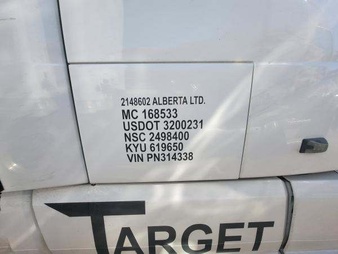 2148602 ALBERTA LTD.
MC 168533
USDOT 3200231
NSC 2498400
KYU 619650
VIN PN314338
TARGET